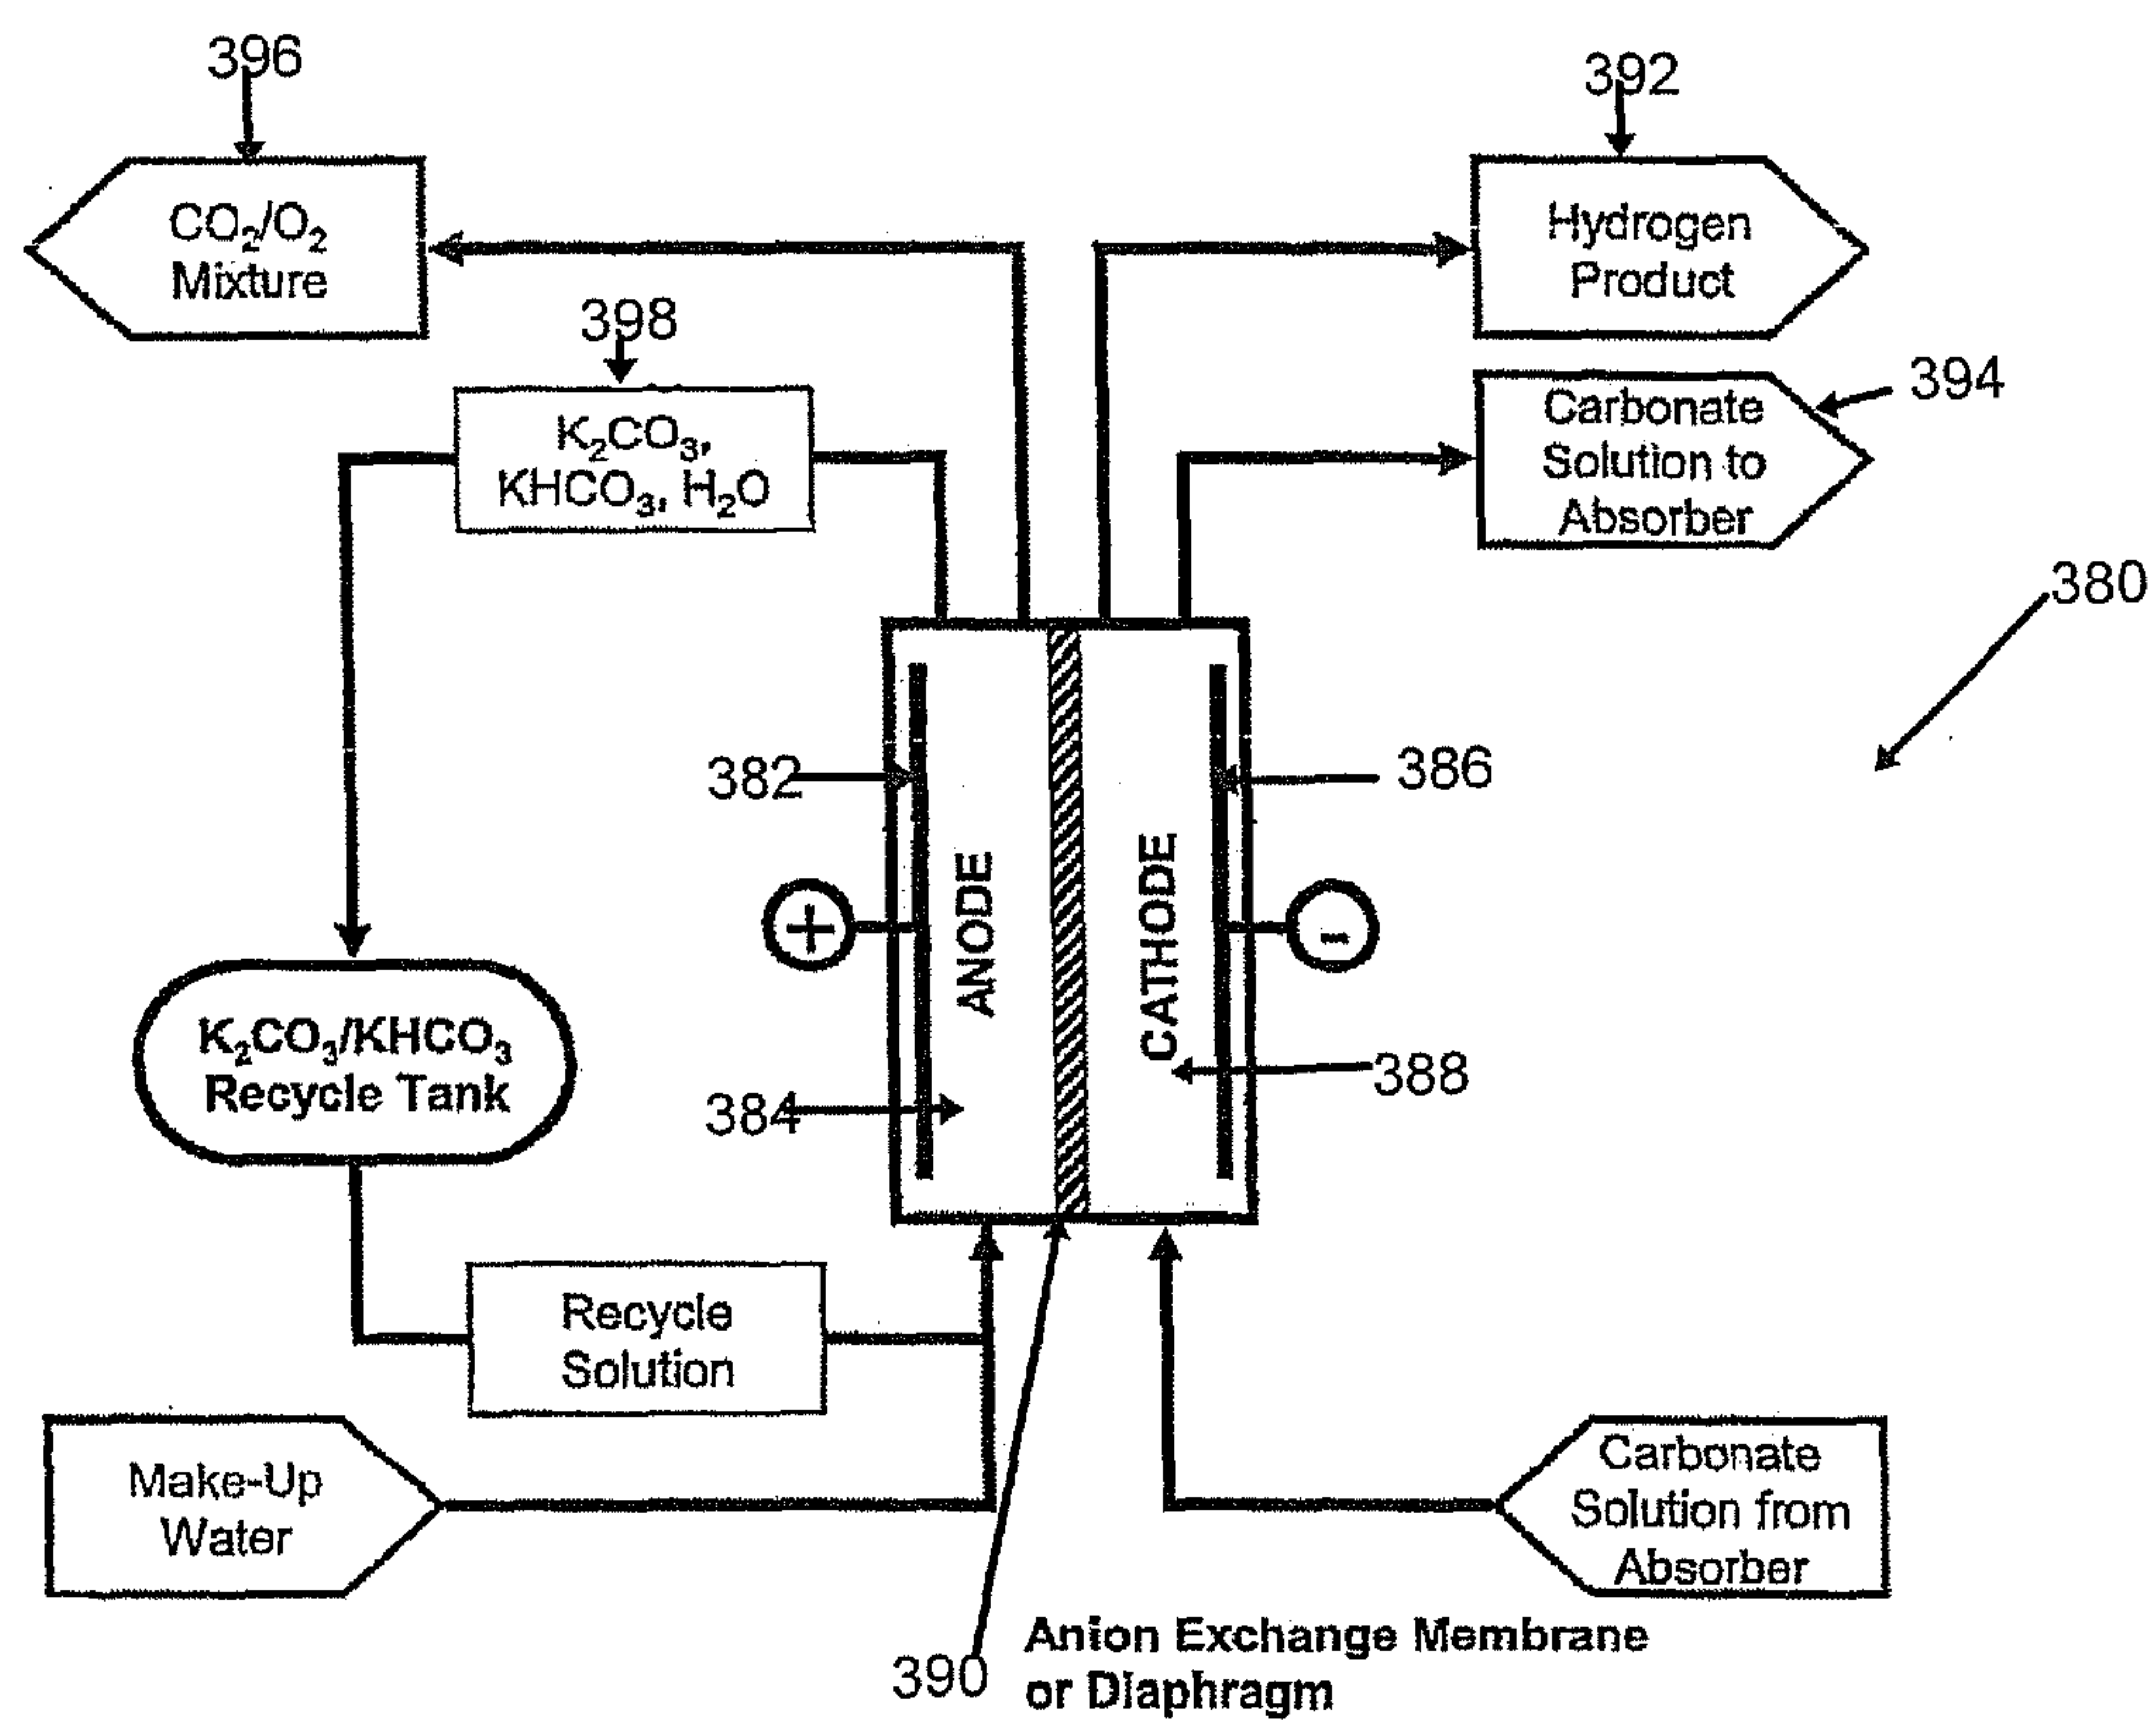 396
392
CO₂/O₂
Mixture
Hydrogen
Product
398
394
K₂CO₃,
KHCO₃, H₂O
Carbonate
Solution to
Absorber
380
382
386
ANODE
CATHODE
+
-
K₂CO₃/KHCO₃
Recycle Tank
384
388
Recycle
Solution
Make-Up
Water
Carbonate
Solution from
Absorber
390
Anion Exchange Membrane
or Diaphragm